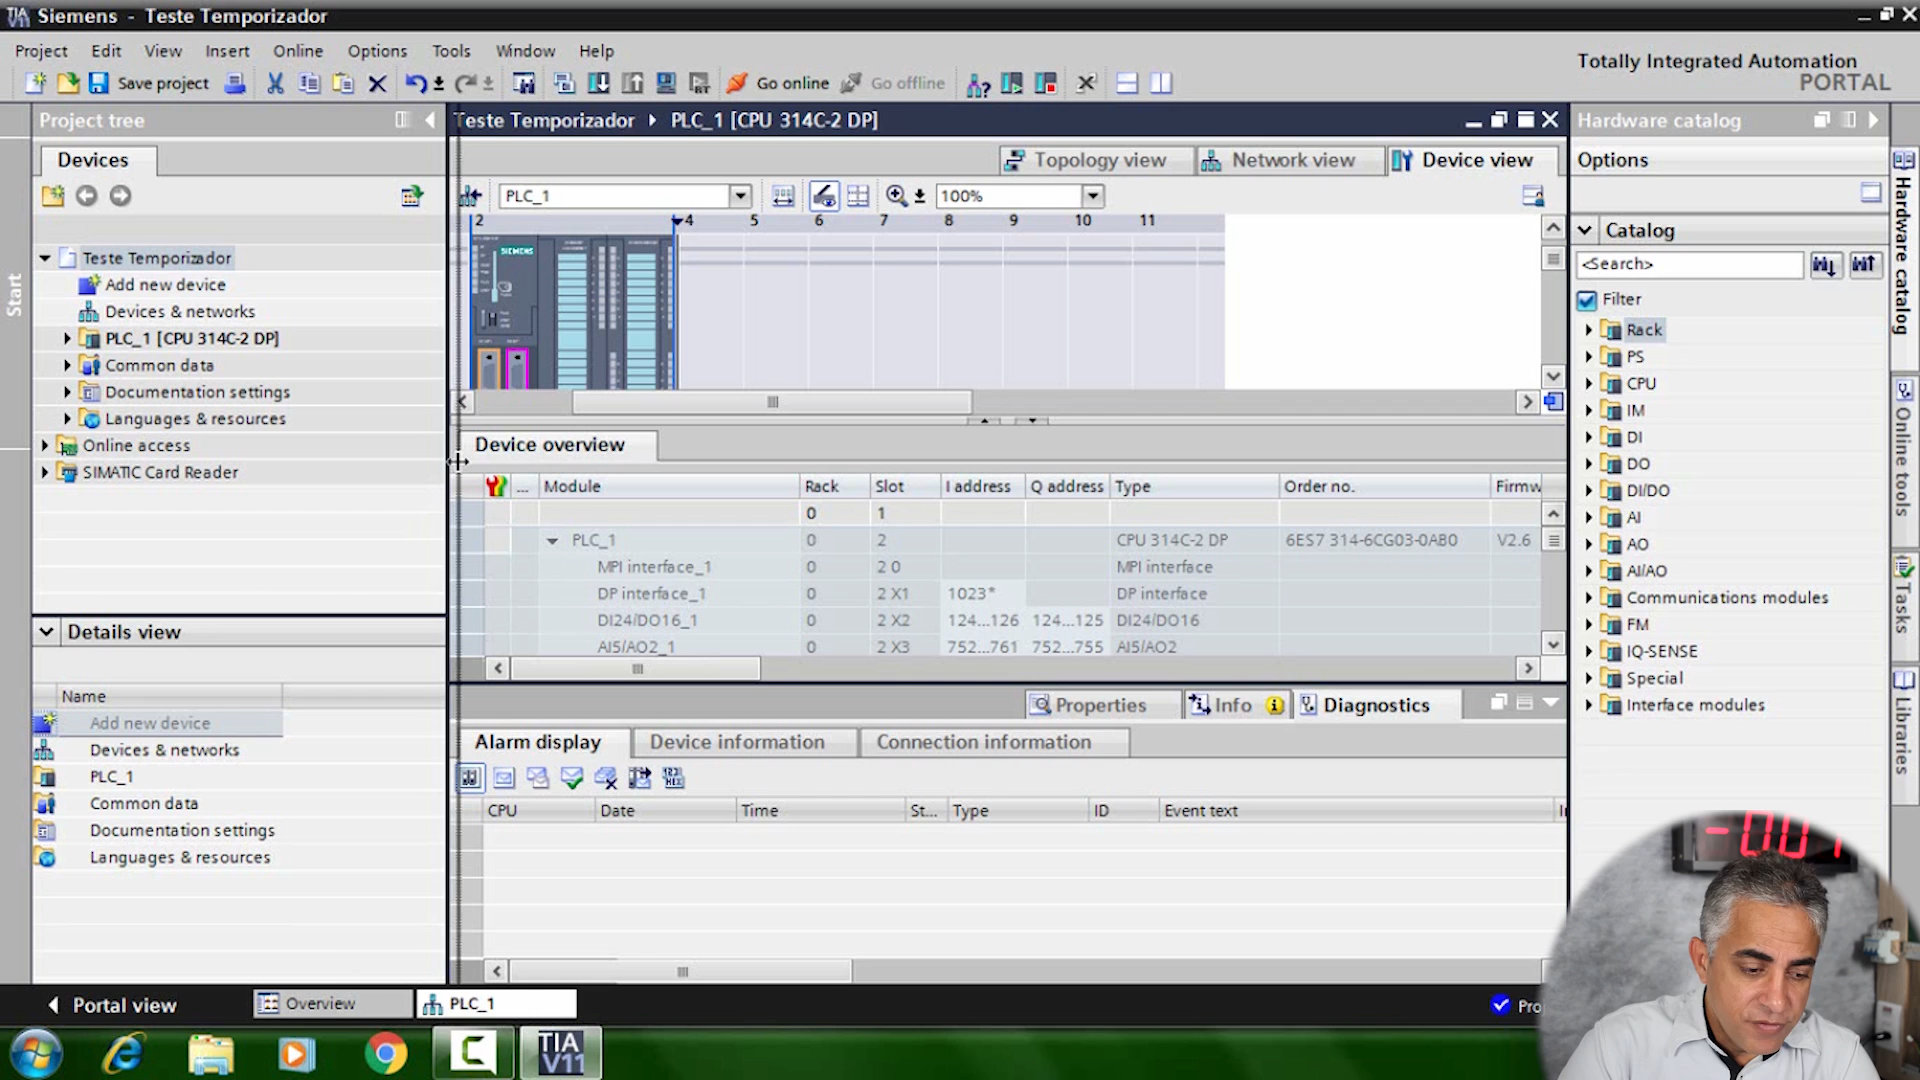 Siemens - Teste Temporizador
Project Edit View Insert Online Options Tools Window Help
Totally Integrated Automation
PORTAL
Save project Go online Go offline
Project tree
Teste Temporizador PLC_1 [CPU 314C-2 DP]
Hardware catalog
Devices
Topology view Network view Device view
Options
PLC_1 100%
2 4 5 6 7 8 9 10 11
SIEMENS
Start
Teste Temporizador
Add new device
Devices & networks
PLC_1 [CPU 314C-2 DP]
Common data
Documentation settings
Languages & resources
Online access
SIMATIC Card Reader
Device overview
... Module Rack Slot I address Q address Type Order no. Firmw
0 1
PLC_1 0 2 CPU 314C-2 DP 6ES7 314-6CG03-0AB0 V2.6
MPI interface_1 0 2 0 MPI interface
DP interface_1 0 2 X1 1023* DP interface
DI24/DO16_1 0 2 X2 124...126 124...125 DI24/DO16
AI5/AO2_1 0 2 X3 752...761 752...755 AI5/AO2
Details view
Name
Add new device
Devices & networks
PLC_1
Common data
Documentation settings
Languages & resources
Properties Info Diagnostics
Alarm display Device information Connection information
CPU Date Time St... Type ID Event text
Catalog
<Search>
Filter
Rack
PS
CPU
IM
DI
DO
DI/DO
AI
AO
AI/AO
Communications modules
FM
IQ-SENSE
Special
Interface modules
Hardware catalog
Online tools
Tasks
Libraries
Portal view Overview PLC_1
TIA
V11